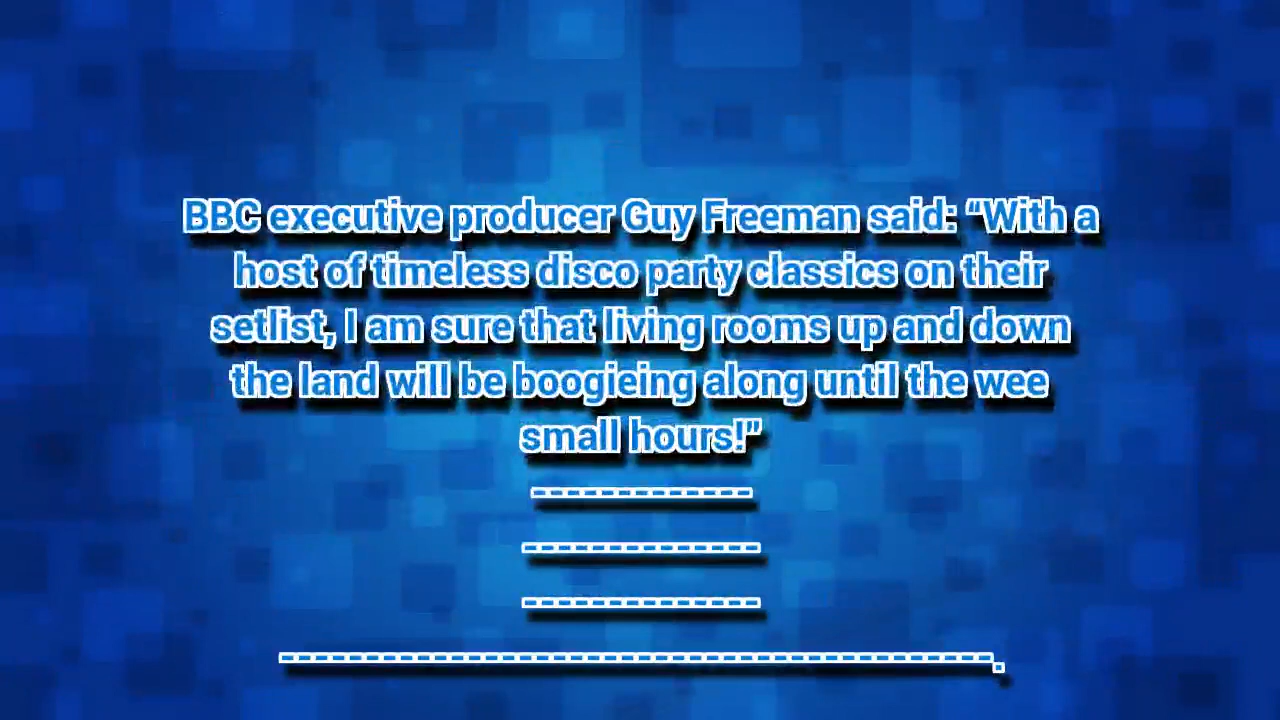 BBC executive producer Guy Freeman said: “With a
host of timeless disco party classics on their
setlist, I am sure that living rooms up and down
the land will be boogieing along until the wee
small hours!”
-------------
--------------
--------------
------------------------------------------.